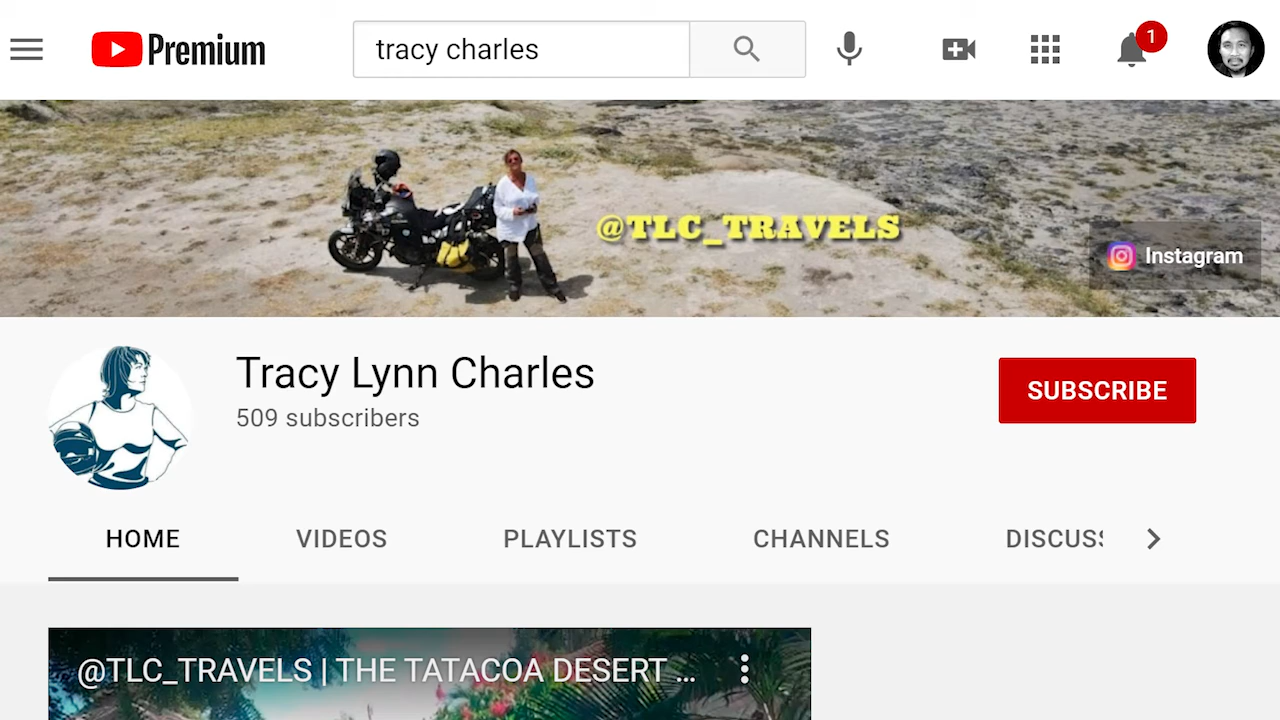 Premium
tracy charles
1
@TLC_TRAVELS
Instagram
Tracy Lynn Charles
509 subscribers
SUBSCRIBE
HOME VIDEOS PLAYLISTS CHANNELS DISCUSS
@TLC_TRAVELS | THE TATACOA DESERT ...